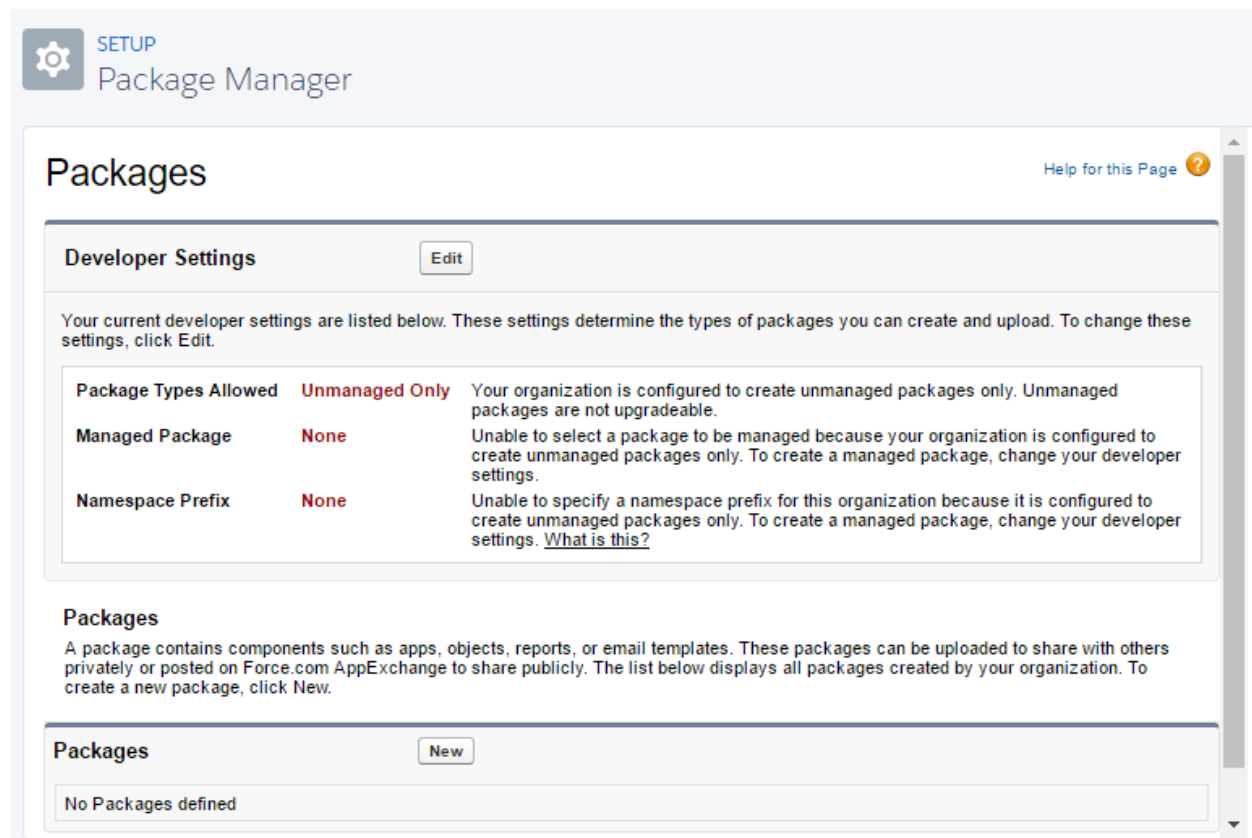 SETUP
Package Manager
Packages
Help for this Page ?
Developer Settings
Edit
Your current developer settings are listed below. These settings determine the types of packages you can create and upload. To change these
settings, click Edit.
Package Types Allowed Unmanaged Only Your organization is configured to create unmanaged packages only. Unmanaged
packages are not upgradeable.
Managed Package None Unable to select a package to be managed because your organization is configured to
create unmanaged packages only. To create a managed package, change your developer
settings.
Namespace Prefix None Unable to specify a namespace prefix for this organization because it is configured to
create unmanaged packages only. To create a managed package, change your developer
settings. What is this?
Packages
A package contains components such as apps, objects, reports, or email templates. These packages can be uploaded to share with others
privately or posted on Force.com AppExchange to share publicly. The list below displays all packages created by your organization. To
create a new package, click New.
Packages
New
No Packages defined